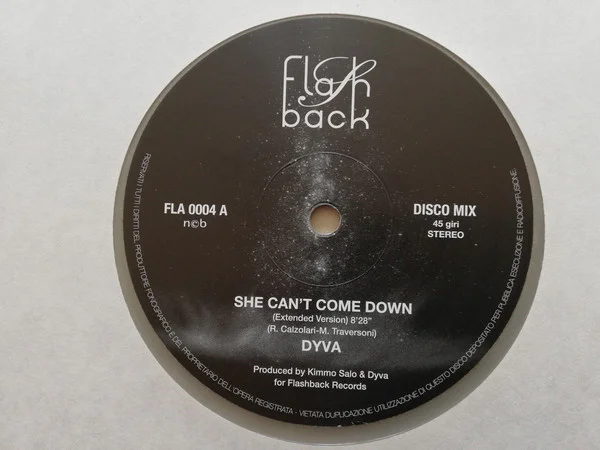 Flash
back
FLA 0004 A
n©b
DISCO MIX
45 giri
STEREO
SHE CAN'T COME DOWN
(Extended Version) 8'28"
(R. Calzolari-M. Traversoni)
DYVA
Produced by Kimmo Salo & Dyva
for Flashback Records
RISERVATI I TUTTI I DIRITTI DEL PRODUTTORE FONOGRAFICO E DEL PROPRIETARIO DELL'OPERA REGISTRATA - VIETATA DUPLICAZIONE UTILIZZAZIONE DI QUESTO DISCO DEPOSITATO PER PUBBLICA ESECUZIONE E RADIODIFFUSIONE.